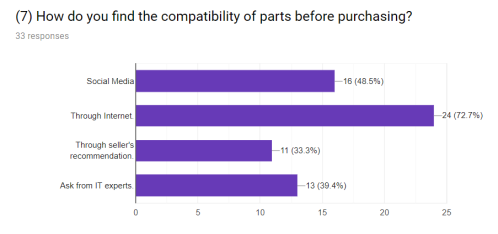 (7) How do you find the compatibility of parts before purchasing?
33 responses
Social Media
16 (48.5%)
Through Internet.
24 (72.7%)
Through seller's
recommendation.
11 (33.3%)
Ask from IT experts.
13 (39.4%)
0 5 10 15 20 25